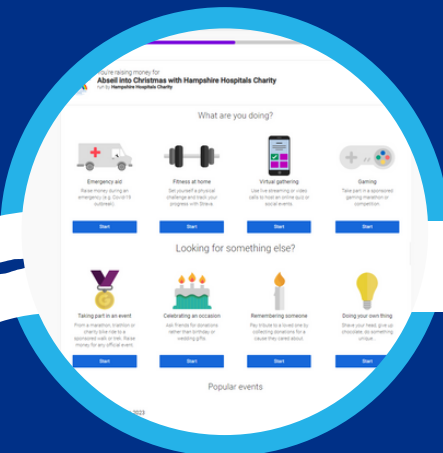 You're raising money for
Abseil into Christmas with Hampshire Hospitals Charity
run by Hampshire Hospitals Charity
What are you doing?
Emergency aid
Raise money during an
emergency (e.g. Covid-19
outbreak).
Start
Fitness at home
Set yourself a physical
challenge and track your
progress with Strava.
Start
Virtual gathering
Use live streaming or video
calls to host an online quiz or
social events.
Start
Gaming
Take part in a sponsored
gaming marathon or
competition.
Start
Looking for something else?
Taking part in an event
From a marathon, triathlon or
charity bike ride to a
sponsored walk or trek. Raise
money for any official event.
Start
Celebrating an occasion
Ask friends for donations
rather than birthday or
wedding gifts.
Start
Remembering someone
Pay tribute to a loved one by
collecting donations for a
cause they cared about.
Start
Doing your own thing
Shave your head, give up
chocolate, do something
unique...
Start
Popular events
2023